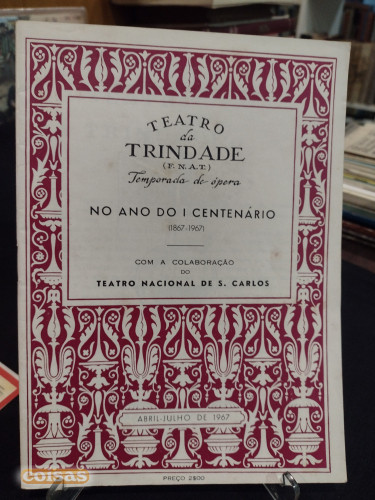 TEATRO
da
TRINDADE
(F. N. A. T.)
Temporada de ópera
NO ANO DO I CENTENÁRIO
(1867-1967)
COM A COLABORAÇÃO
DO
TEATRO NACIONAL DE S. CARLOS
ABRIL-JULHO DE 1967
PREÇO 2$00
coisas